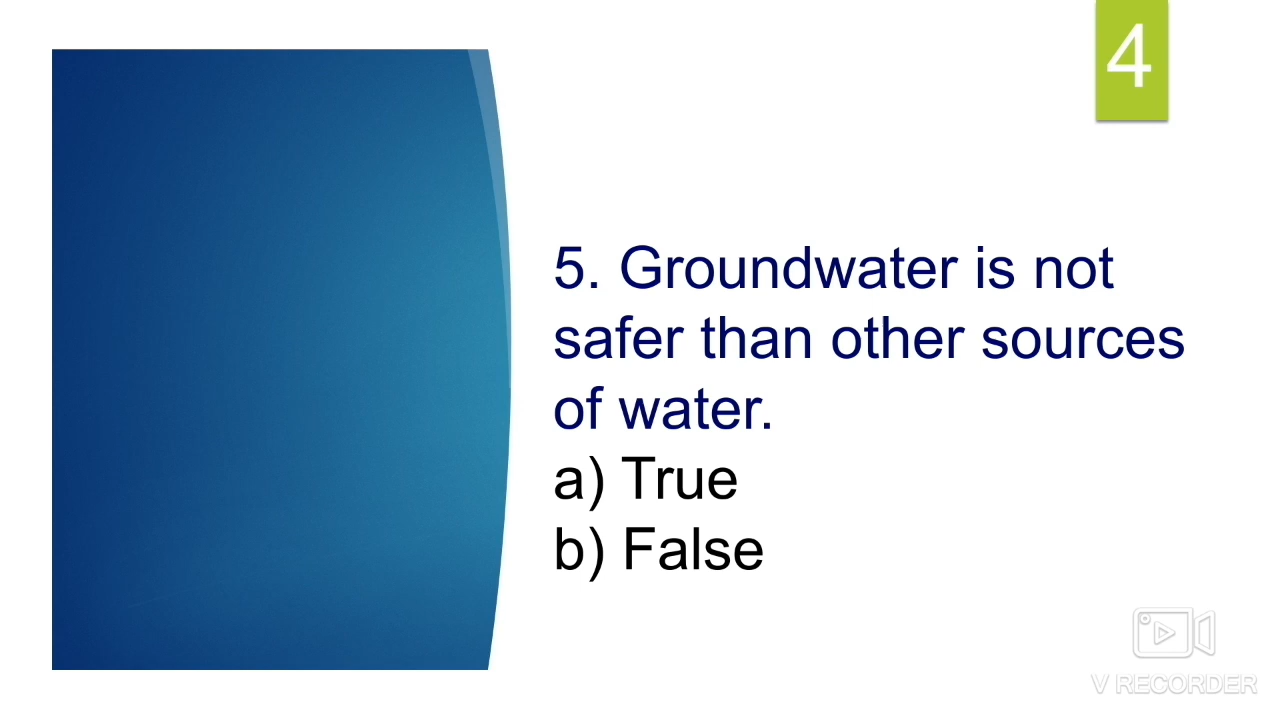 4
5. Groundwater is not
safer than other sources
of water.
a) True
b) False
V RECORDER